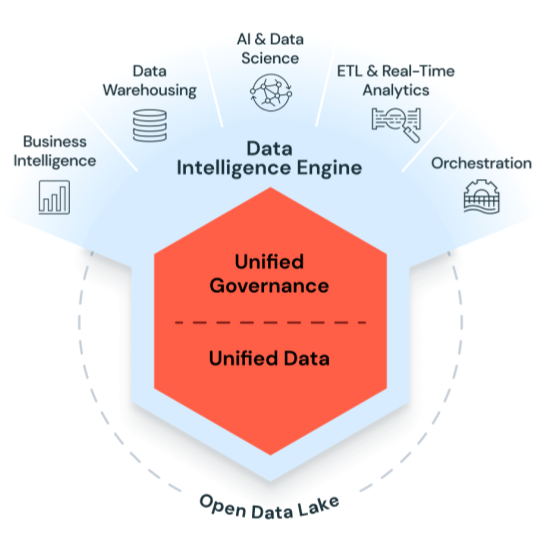 AI & Data
Science
Data
Warehousing
ETL & Real-Time
Analytics
Business
Intelligence
Data
Intelligence Engine
Orchestration
Unified
Governance
Unified Data
Open Data Lake